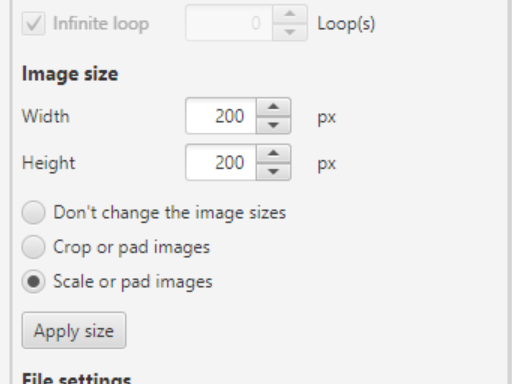 Infinite loop 0 Loop(s)
Image size
Width 200 px
Height 200 px
Don't change the image sizes
Crop or pad images
Scale or pad images
Apply size
File settings